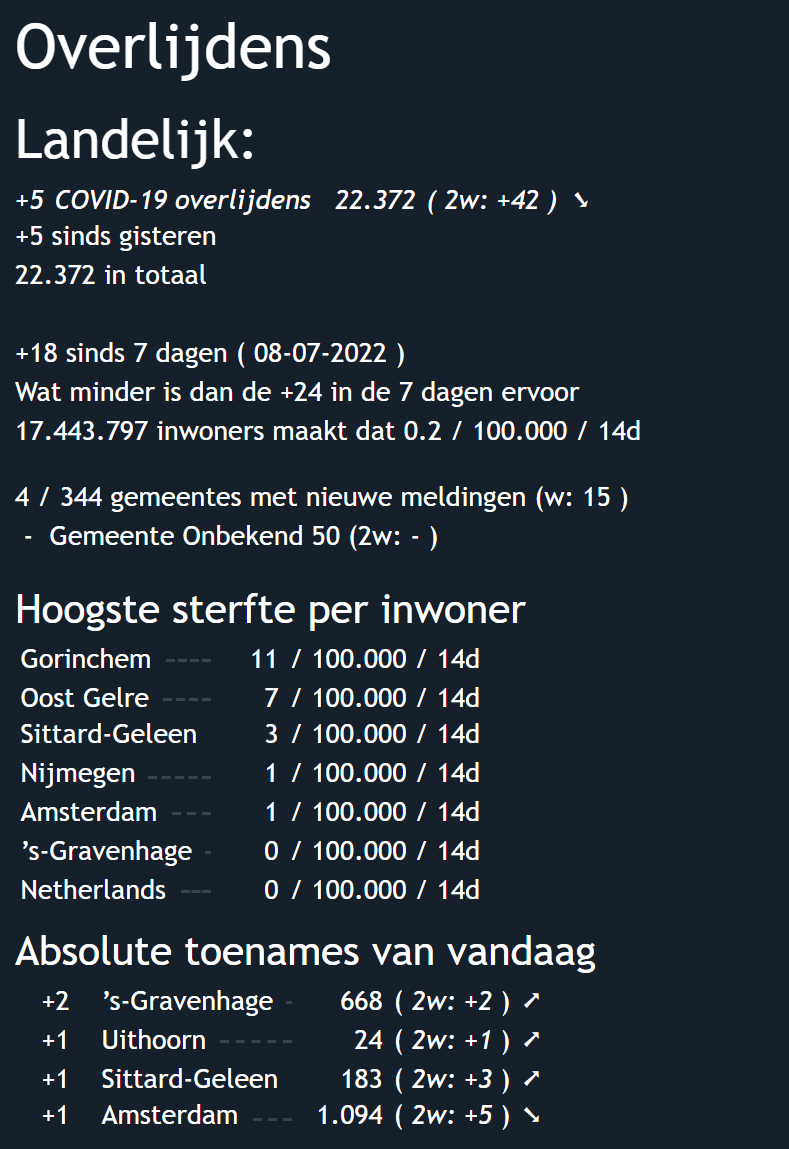 Overlijdens
Landelijk:
+5 COVID-19 overlijdens 22.372 ( 2w: +42 ) ➘
+5 sinds gisteren
22.372 in totaal
+18 sinds 7 dagen ( 08-07-2022 )
Wat minder is dan de +24 in de 7 dagen ervoor
17.443.797 inwoners maakt dat 0.2 / 100.000 / 14d
4 / 344 gemeentes met nieuwe meldingen (w: 15 )
- Gemeente Onbekend 50 (2w: - )
Hoogste sterfte per inwoner
Gorinchem ---- 11 / 100.000 / 14d
Oost Gelre ---- 7 / 100.000 / 14d
Sittard-Geleen 3 / 100.000 / 14d
Nijmegen ----- 1 / 100.000 / 14d
Amsterdam --- 1 / 100.000 / 14d
’s-Gravenhage - 0 / 100.000 / 14d
Netherlands --- 0 / 100.000 / 14d
Absolute toenames van vandaag
+2 ’s-Gravenhage - 668 ( 2w: +2 ) ➚
+1 Uithoorn ----- 24 ( 2w: +1 ) ➚
+1 Sittard-Geleen 183 ( 2w: +3 ) ➚
+1 Amsterdam --- 1.094 ( 2w: +5 ) ➘